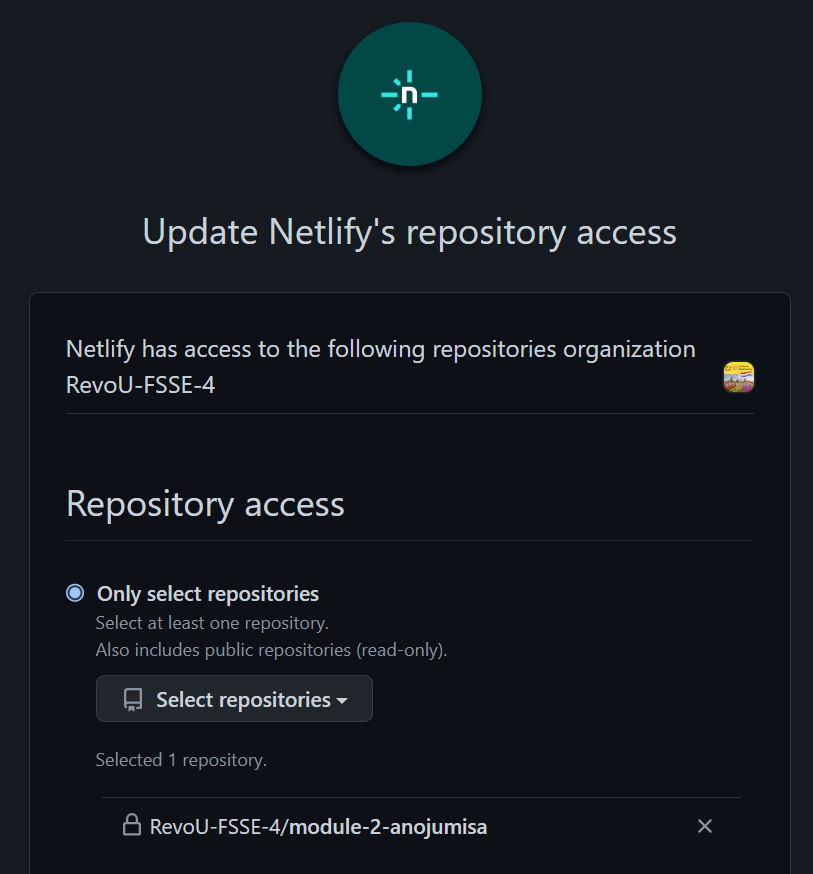 n
Update Netlify's repository access
Netlify has access to the following repositories organization
RevoU-FSSE-4
Repository access
Only select repositories
Select at least one repository.
Also includes public repositories (read-only).
Select repositories
Selected 1 repository.
RevoU-FSSE-4/module-2-anojumisa